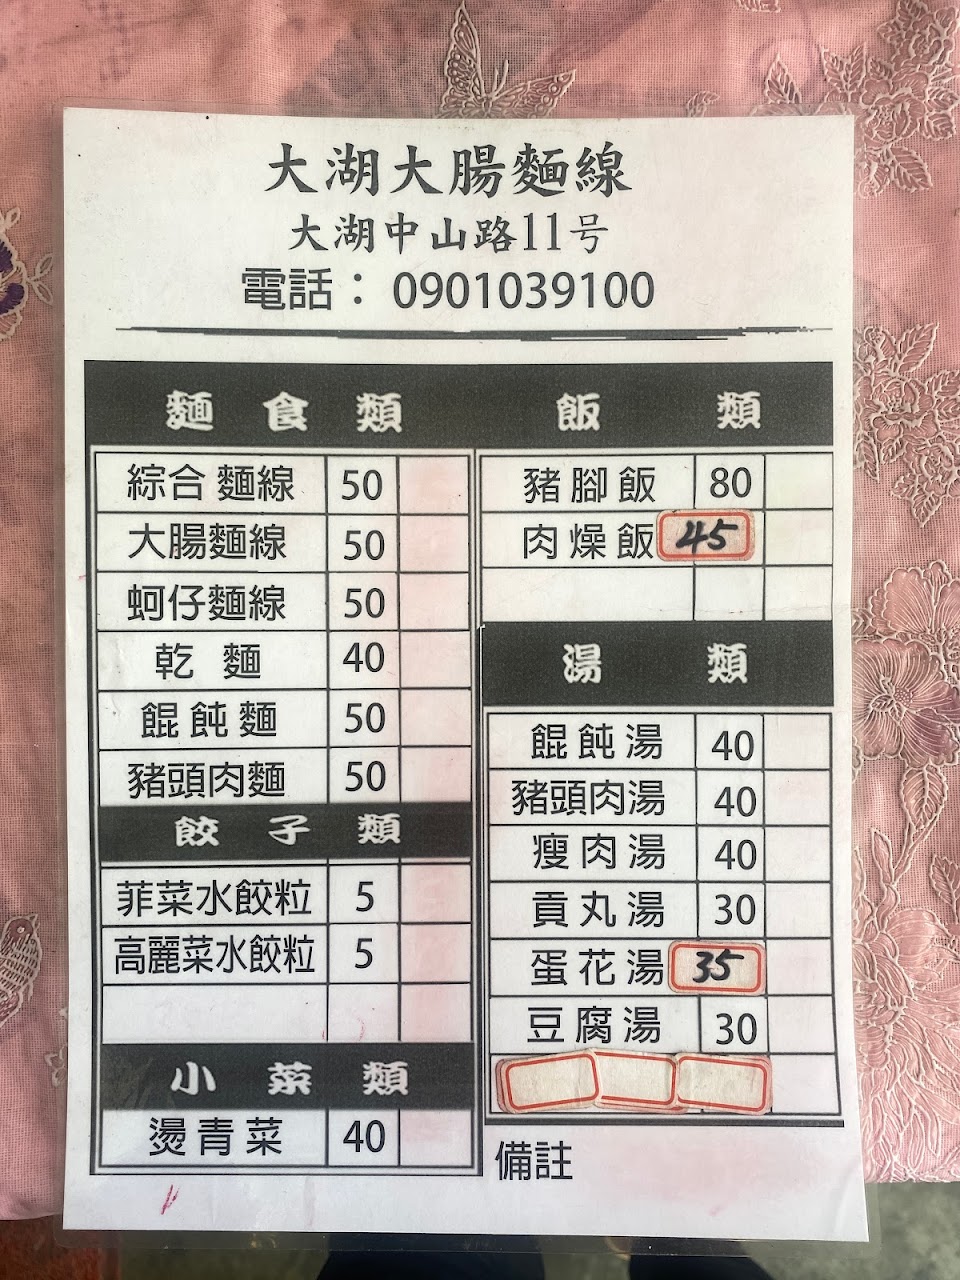 大湖大腸麵線
大湖中山路11号
電話： 0901039100
麵食類
綜合麵線 50
大腸麵線 50
蚵仔麵線 50
乾麵 40
餛飩麵 50
豬頭肉麵 50
餃子類
菲菜水餃粒 5
高麗菜水餃粒 5
小菜類
燙青菜 40
飯類
豬腳飯 80
肉燥飯 45
湯類
餛飩湯 40
豬頭肉湯 40
瘦肉湯 40
貢丸湯 30
蛋花湯 35
豆腐湯 30
備註